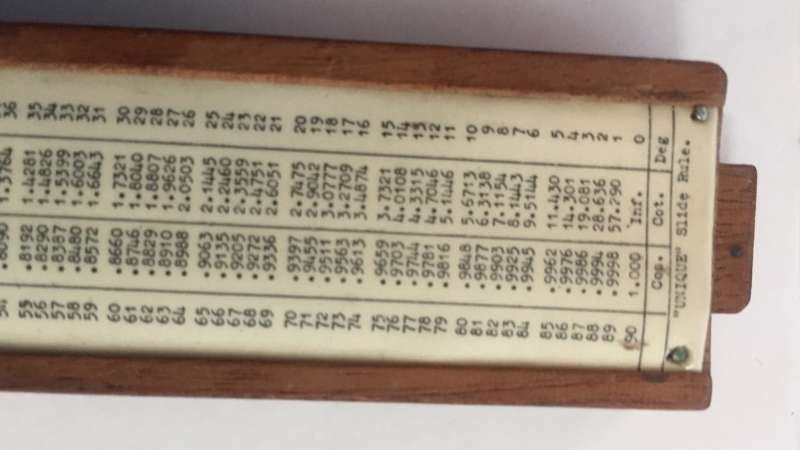 54 .8090 1.3764 36
55 .8192 1.4281 35
56 .8290 1.4826 34
57 .8387 1.5399 33
58 .8480 1.6003 32
59 .8572 1.6643 31
60 .8660 1.7321 30
61 .8746 1.8040 29
62 .8829 1.8807 28
63 .8910 1.9626 27
64 .8988 2.0503 26
65 .9063 2.1445 25
66 .9135 2.2460 24
67 .9205 2.3559 23
68 .9272 2.4751 22
69 .9336 2.6051 21
70 .9397 2.7475 20
71 .9455 2.9042 19
72 .9511 3.0777 18
73 .9563 3.2709 17
74 .9613 3.4874 16
75 .9659 3.7321 15
76 .9703 4.0108 14
77 .9744 4.3315 13
78 .9781 4.7046 12
79 .9816 5.1446 11
80 .9848 5.6713 10
81 .9877 6.3138 9
82 .9903 7.1154 8
83 .9925 8.1443 7
84 .9945 9.5144 6
85 .9962 11.430 5
86 .9976 14.301 4
87 .9986 19.081 3
88 .9994 28.636 2
89 .9998 57.290 1
90 1.000 Inf. 0
Cos. Cot. Deg
"UNIQUE" Slide Rule.